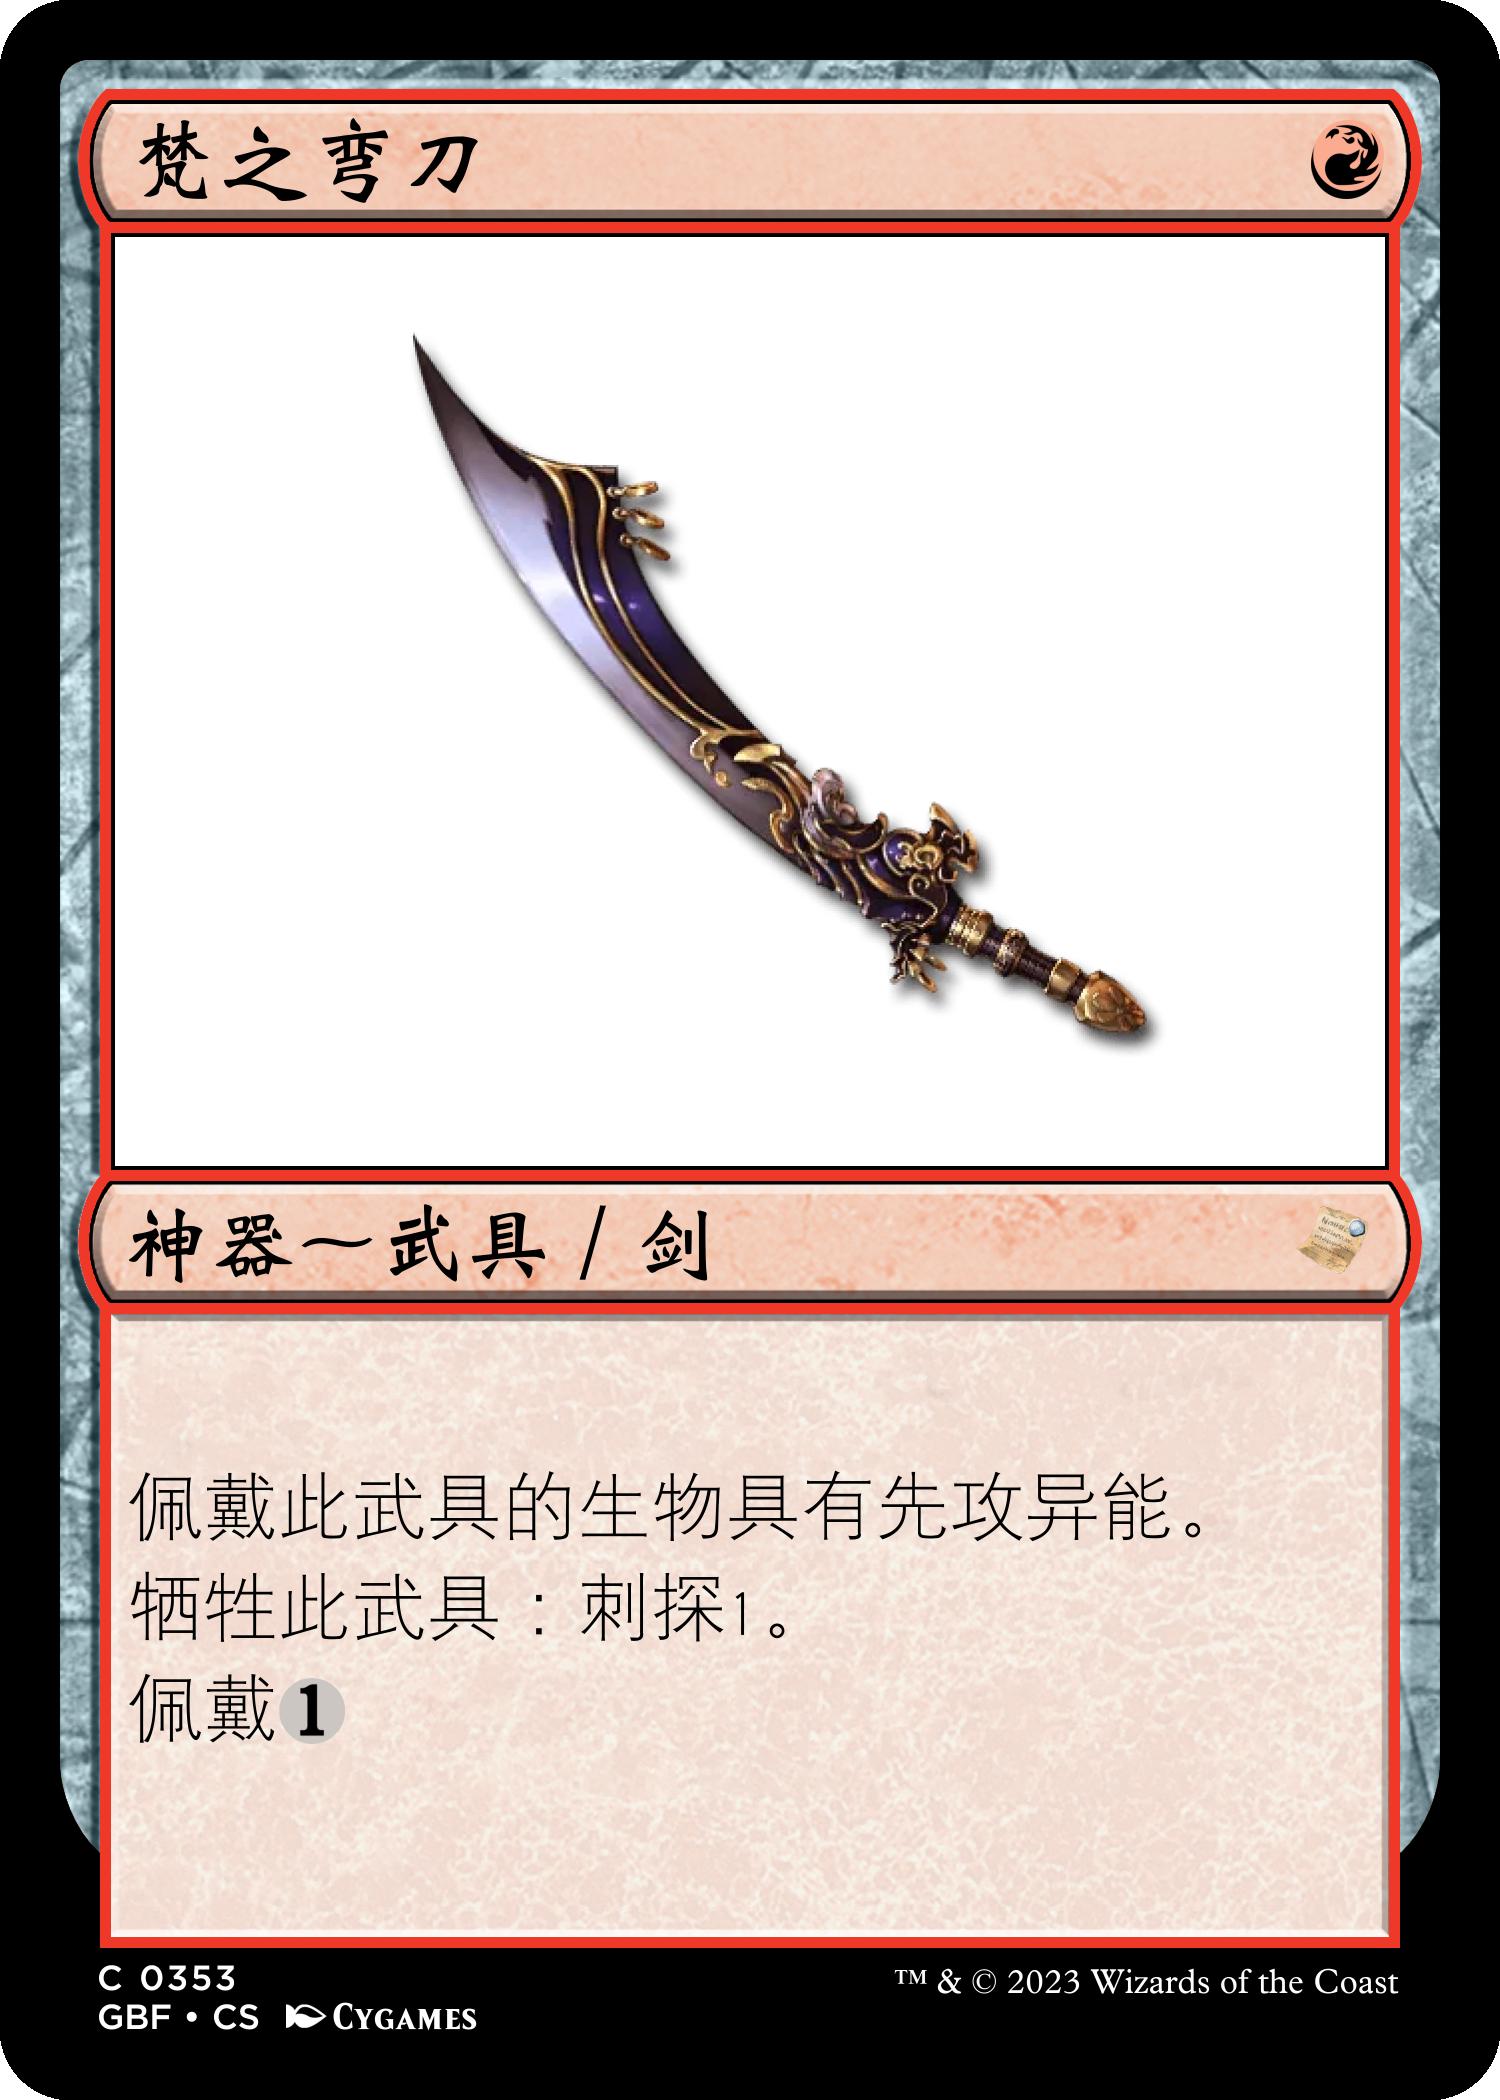 梵之弯刀
神器～武具 / 剑
佩戴此武具的生物具有先攻异能。
牺牲此武具：刺探1。
佩戴1
C 0353
GBF • CS CYGAMES
™ & © 2023 Wizards of the Coast